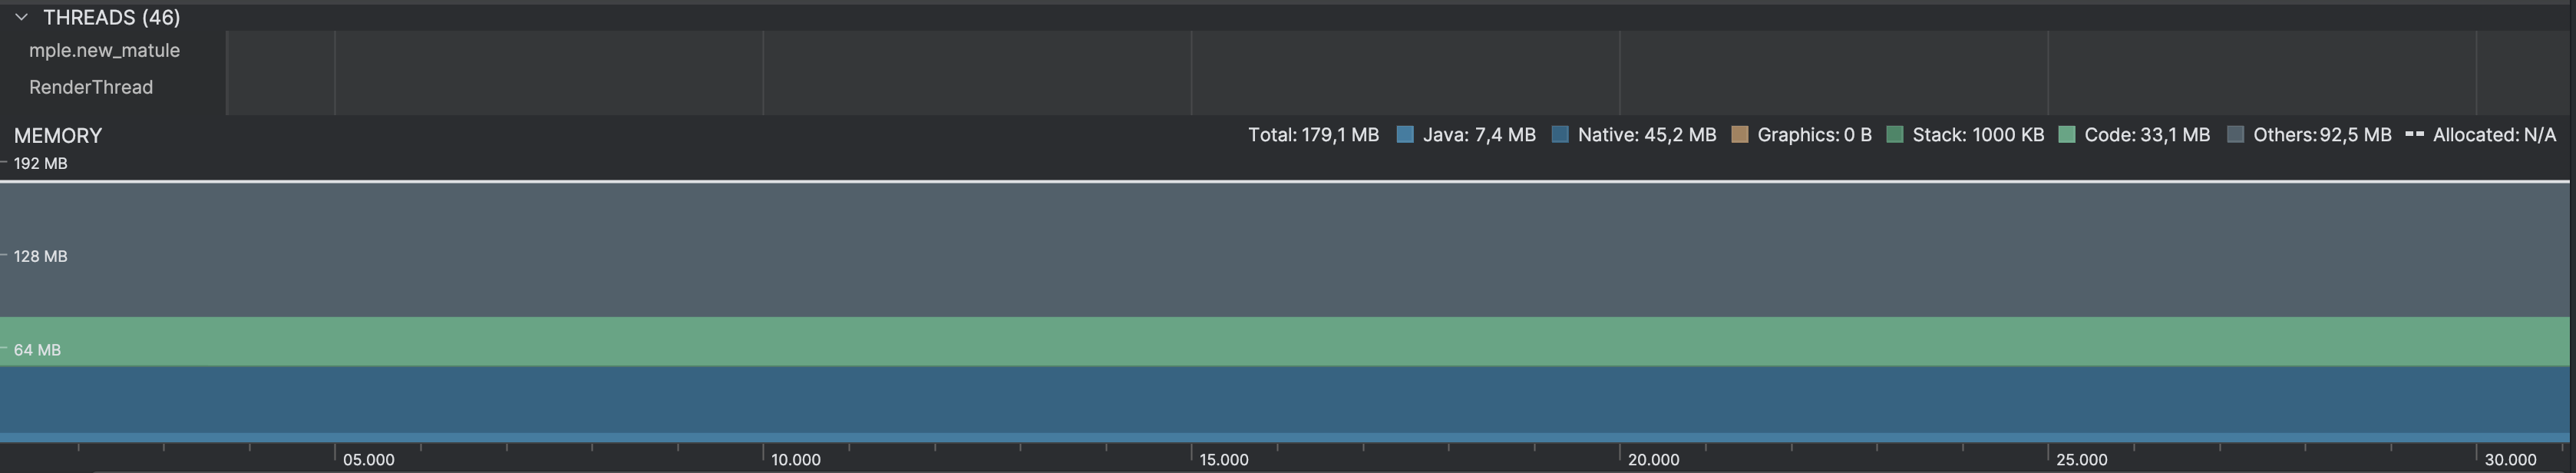 THREADS (46)
mple.new_matule
RenderThread
MEMORY
Total: 179,1 MB Java: 7,4 MB Native: 45,2 MB Graphics: 0 B Stack: 1000 KB Code: 33,1 MB Others: 92,5 MB Allocated: N/A
192 MB
128 MB
64 MB
05.000 10.000 15.000 20.000 25.000 30.000